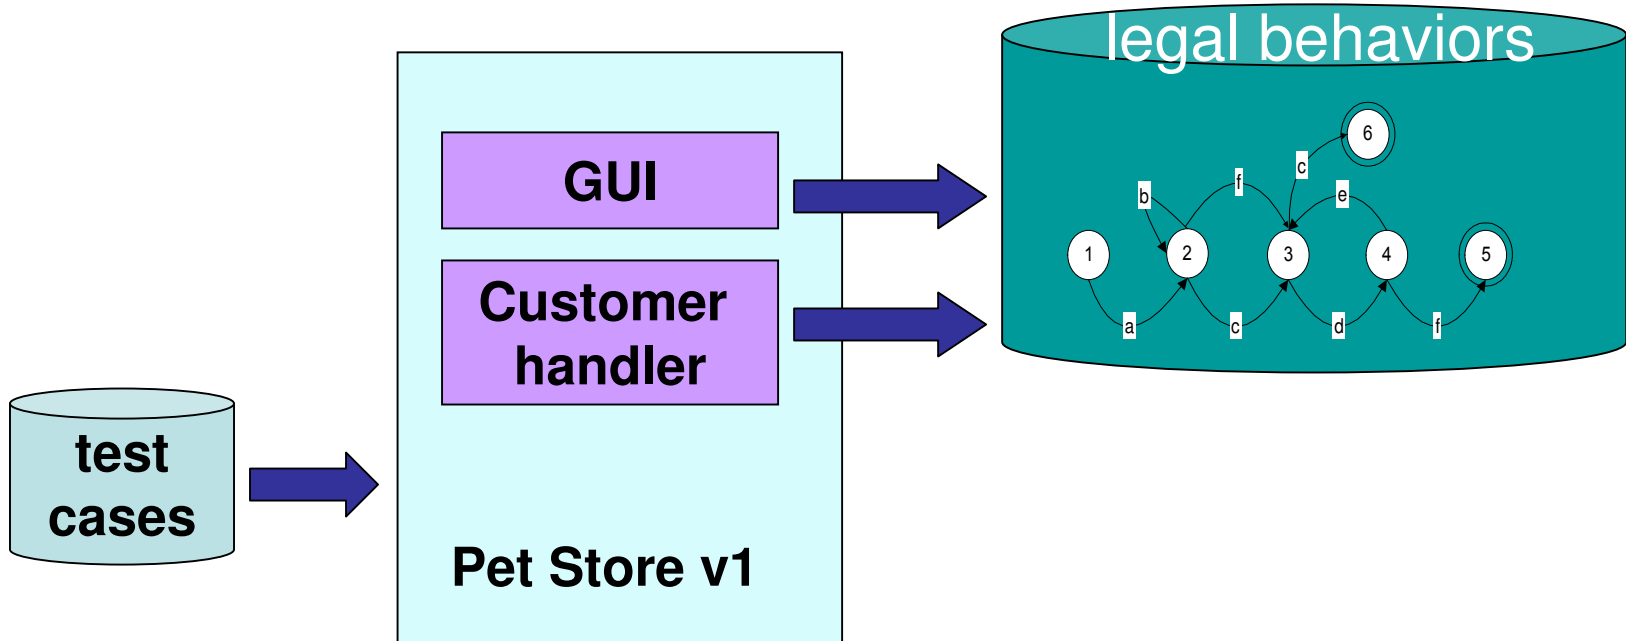 legal behaviors
6
c
f
b
e
GUI
1
2
3
4
5
a
c
d
f
Customer
handler
test
cases
Pet Store v1